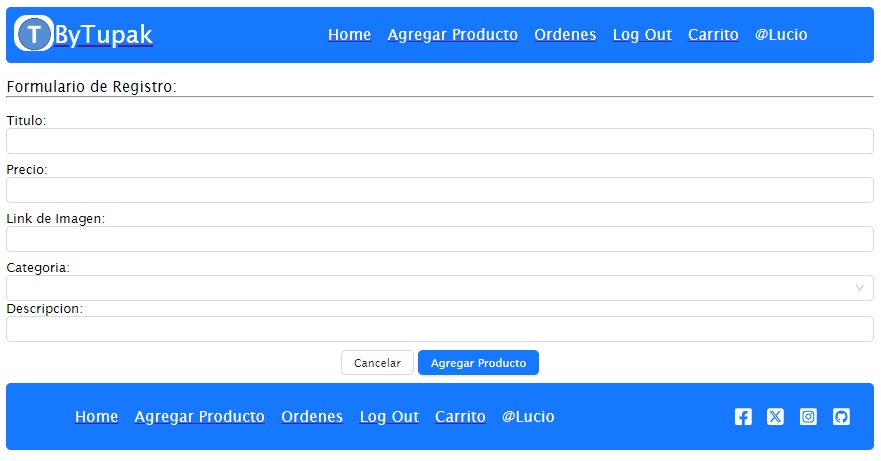 T ByTupak Home Agregar Producto Ordenes Log Out Carrito @Lucio
Formulario de Registro:
Titulo:
Precio:
Link de Imagen:
Categoria:
Descripcion:
Cancelar Agregar Producto
Home Agregar Producto Ordenes Log Out Carrito @Lucio